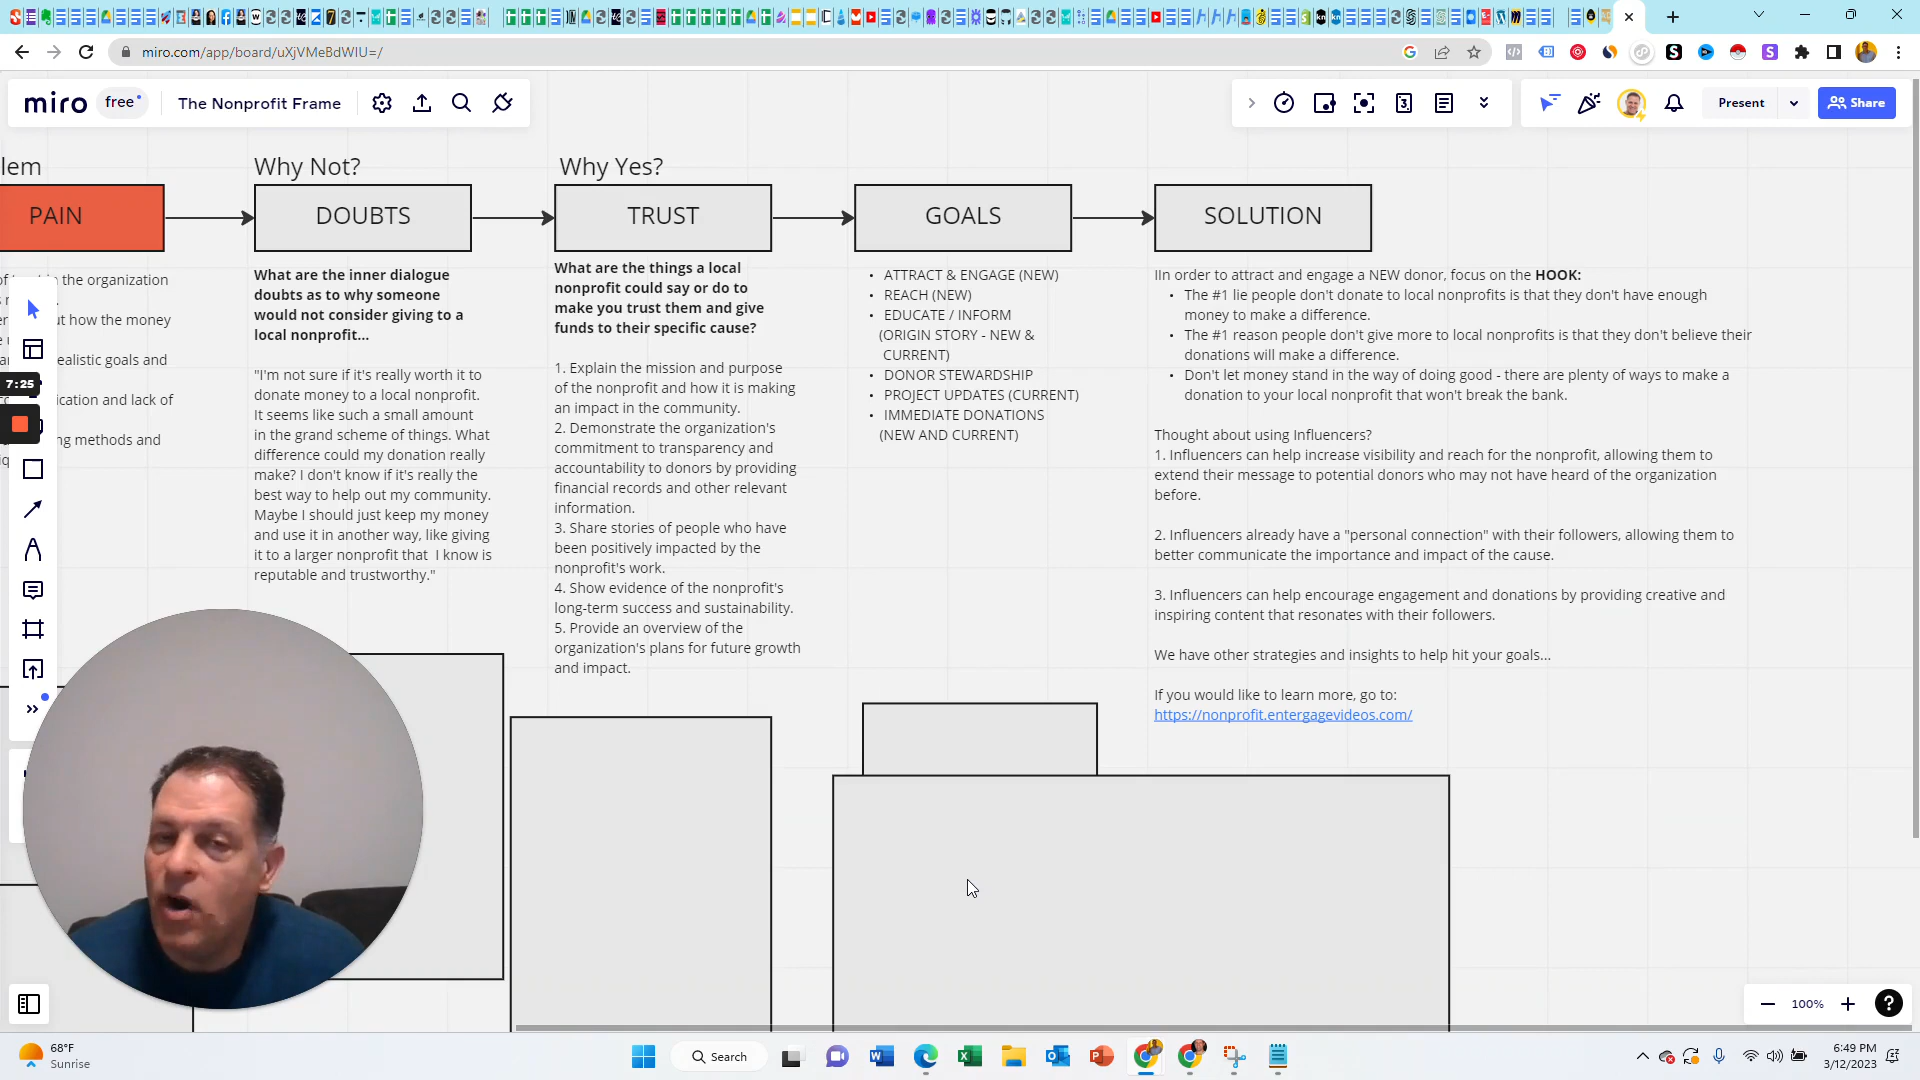 miro.com/app/board/uXjVMeBdWIU=/
miro
free
The Nonprofit Frame
3
Present
Share
lem
Why Not?
Why Yes?
PAIN
DOUBTS
TRUST
GOALS
SOLUTION
in the organization
ut how the money
ealistic goals and
ication and lack of
ng methods and
7:25
What are the inner dialogue
doubts as to why someone
would not consider giving to a
local nonprofit...
"I'm not sure if it's really worth it to
donate money to a local nonprofit.
It seems like such a small amount
in the grand scheme of things. What
difference could my donation really
make? I don't know if it's really the
best way to help out my community.
Maybe I should just keep my money
and use it in another way, like giving
it to a larger nonprofit that I know is
reputable and trustworthy."
What are the things a local
nonprofit could say or do to
make you trust them and give
funds to their specific cause?
1. Explain the mission and purpose
of the nonprofit and how it is making
an impact in the community.
2. Demonstrate the organization's
commitment to transparency and
accountability to donors by providing
financial records and other relevant
information.
3. Share stories of people who have
been positively impacted by the
nonprofit's work.
4. Show evidence of the nonprofit's
long-term success and sustainability.
5. Provide an overview of the
organization's plans for future growth
and impact.
• ATTRACT & ENGAGE (NEW)
• REACH (NEW)
• EDUCATE / INFORM
(ORIGIN STORY - NEW &
CURRENT)
• DONOR STEWARDSHIP
• PROJECT UPDATES (CURRENT)
• IMMEDIATE DONATIONS
(NEW AND CURRENT)
IIn order to attract and engage a NEW donor, focus on the HOOK:
• The #1 lie people don't donate to local nonprofits is that they don't have enough
money to make a difference.
• The #1 reason people don't give more to local nonprofits is that they don't believe their
donations will make a difference.
• Don't let money stand in the way of doing good - there are plenty of ways to make a
donation to your local nonprofit that won't break the bank.
Thought about using Influencers?
1. Influencers can help increase visibility and reach for the nonprofit, allowing them to
extend their message to potential donors who may not have heard of the organization
before.
2. Influencers already have a "personal connection" with their followers, allowing them to
better communicate the importance and impact of the cause.
3. Influencers can help encourage engagement and donations by providing creative and
inspiring content that resonates with their followers.
We have other strategies and insights to help hit your goals...
If you would like to learn more, go to:
https://nonprofit.entergagevideos.com/
100%
?
68°F
Sunrise
Search
6:49 PM
3/12/2023